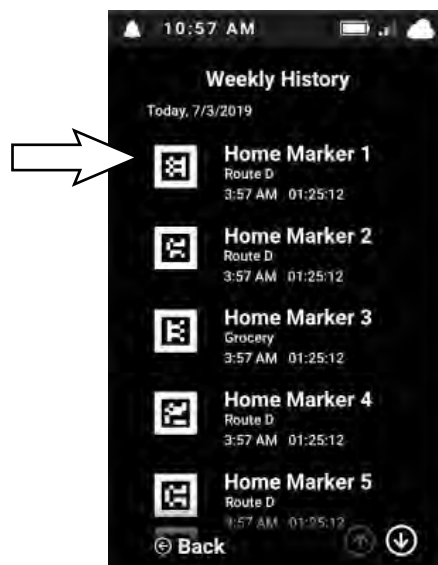 10:57 AM
Weekly History
Today, 7/3/2019
Home Marker 1
Route D
3:57 AM 01:25:12
Home Marker 2
Route D
3:57 AM 01:25:12
Home Marker 3
Grocery
3:57 AM 01:25:12
Home Marker 4
Route D
3:57 AM 01:25:12
Home Marker 5
Route D
3:57 AM 01:25:12
Back